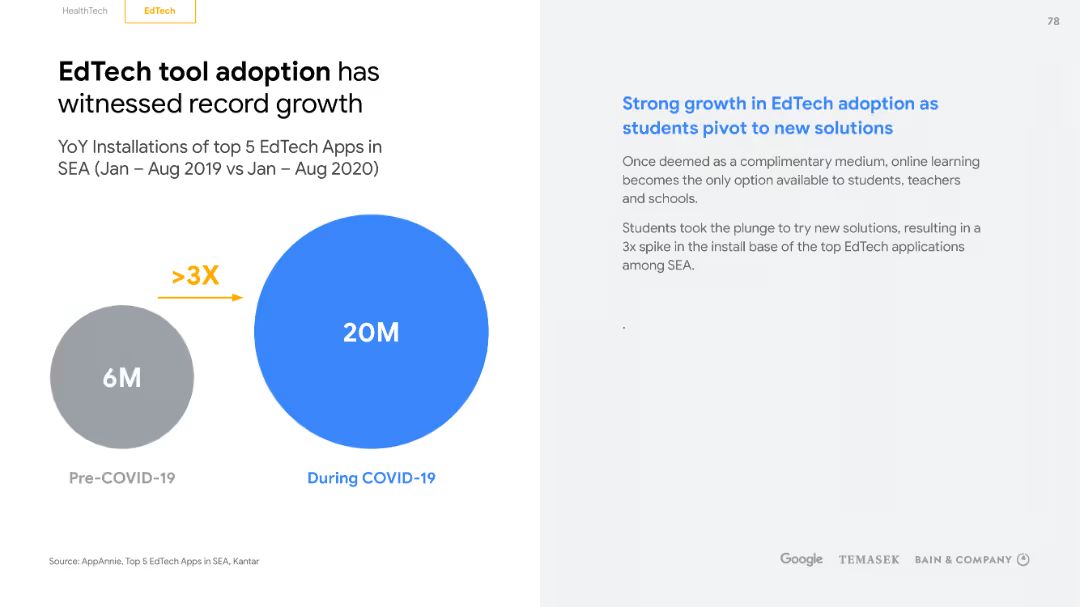 HealthTech
EdTech
78
EdTech tool adoption has
witnessed record growth
YoY Installations of top 5 EdTech Apps in
SEA (Jan – Aug 2019 vs Jan – Aug 2020)
>3X
6M
20M
Pre-COVID-19
During COVID-19
Source: AppAnnie, Top 5 EdTech Apps in SEA, Kantar
Strong growth in EdTech adoption as
students pivot to new solutions
Once deemed as a complimentary medium, online learning
becomes the only option available to students, teachers
and schools.
Students took the plunge to try new solutions, resulting in a
3x spike in the install base of the top EdTech applications
among SEA.
.
Google TEMASEK BAIN & COMPANY